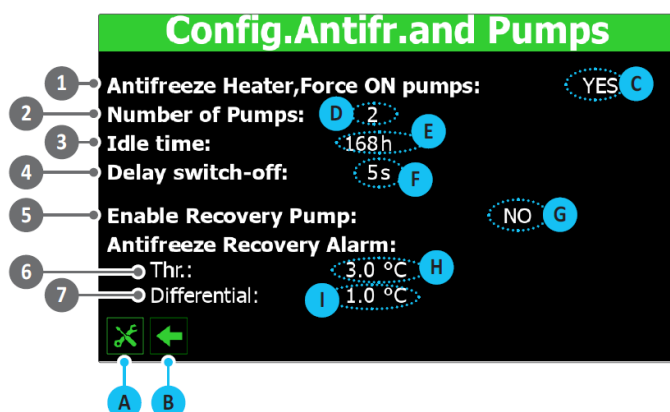 Config.Antifr.and Pumps
1 Antifreeze Heater,Force ON pumps: YES C
2 Number of Pumps: D 2
3 Idle time: 168h E
4 Delay switch-off: 5s F
5 Enable Recovery Pump: NO G
Antifreeze Recovery Alarm:
6 Thr.: 3.0 °C H
7 Differential: I 1.0 °C
A B